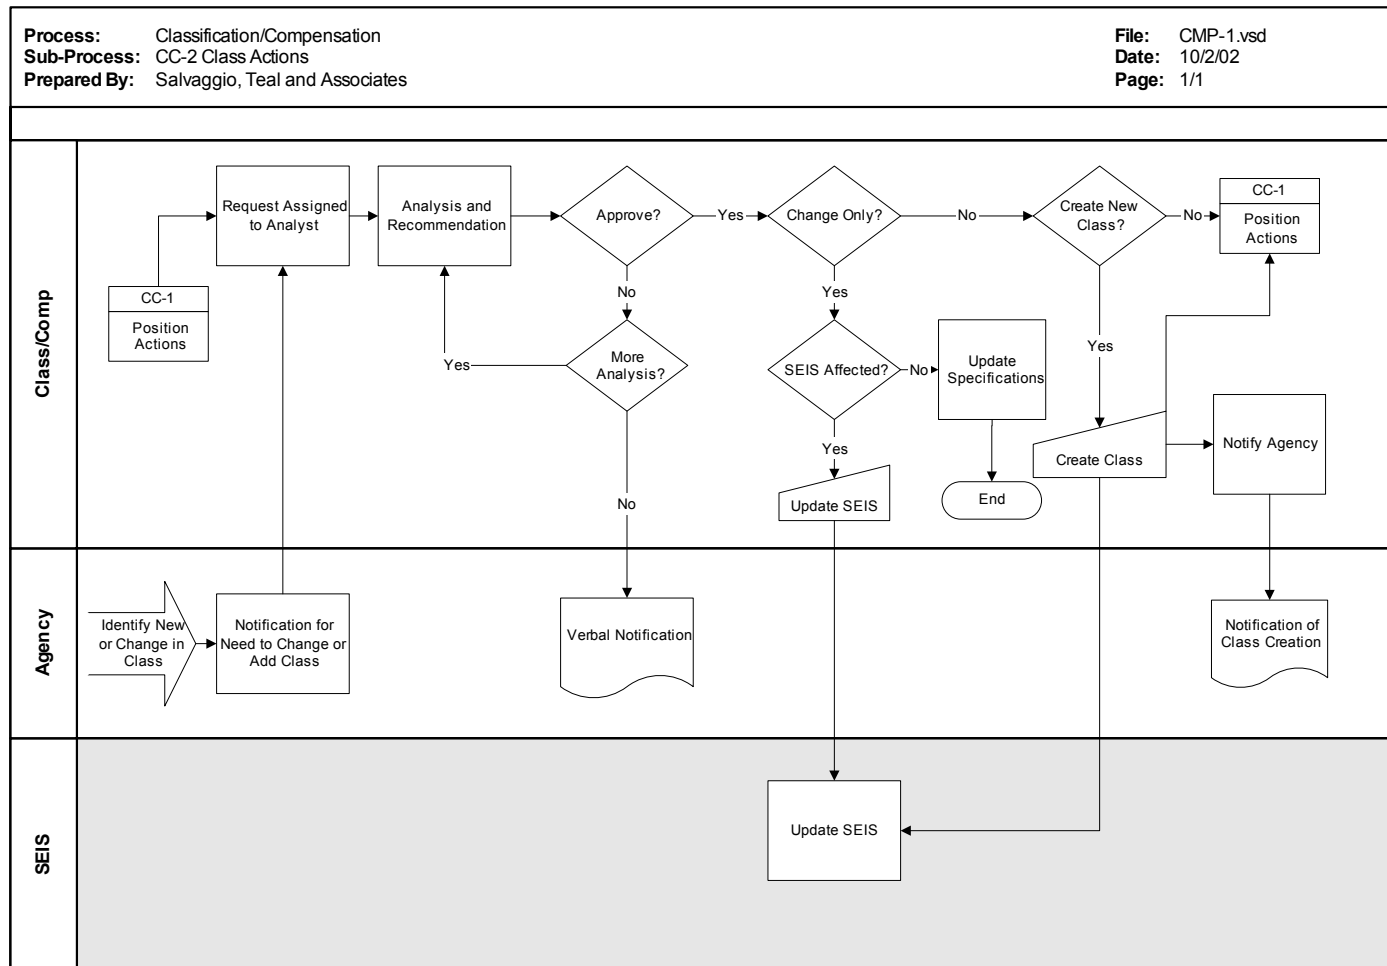 Process: Classification/Compensation
Sub-Process: CC-2 Class Actions
Prepared By: Salvaggio, Teal and Associates
File: CMP-1.vsd
Date: 10/2/02
Page: 1/1
Class/Comp
CC-1
Position
Actions
Request Assigned
to Analyst
Analysis and
Recommendation
Approve?
Yes
Change Only?
No
Create New
Class?
No
CC-1
Position
Actions
No
More
Analysis?
Yes
No
Yes
SEIS Affected?
No
Update
Specifications
End
Yes
Update SEIS
Yes
Create Class
Notify Agency
Agency
Identify New
or Change in
Class
Notification for
Need to Change or
Add Class
Verbal Notification
Notification of
Class Creation
SEIS
Update SEIS